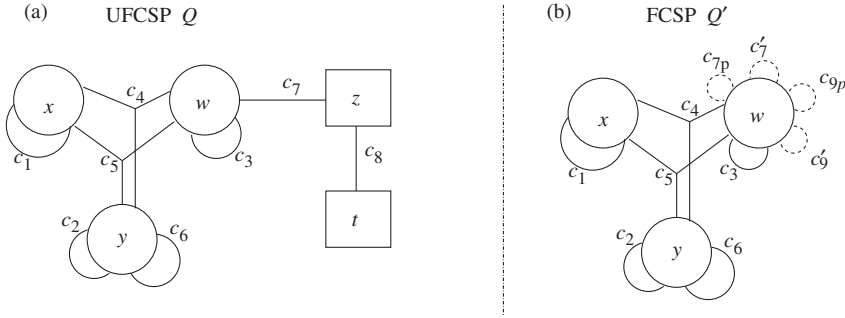 (a) UFCSP Q
x
c4
w
c7
z
c1
c5
c3
c8
c2
y
c6
t
(b) FCSP Q′
c7p
c′7
c9p
x
c4
w
c′9
c1
c5
c3
c2
y
c6